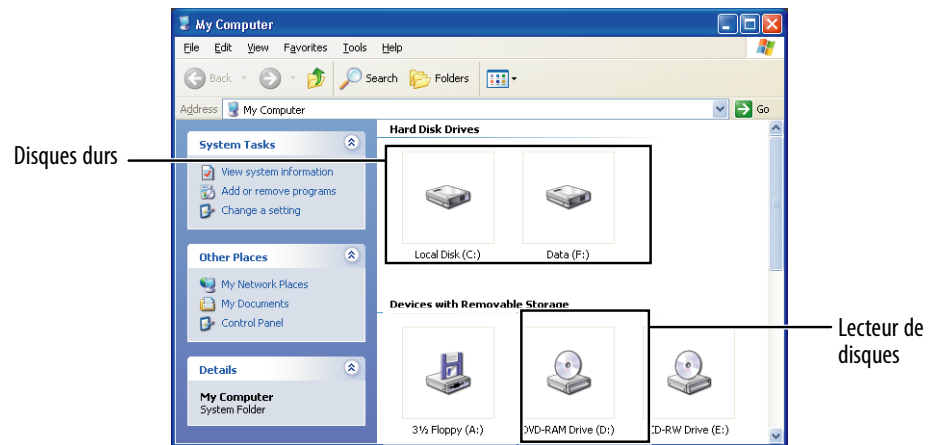 My Computer
File Edit View Favorites Tools Help
Back Search Folders
Address My Computer Go
Disques durs
System Tasks
View system information
Add or remove programs
Change a setting
Other Places
My Network Places
My Documents
Control Panel
Details
My Computer
System Folder
Hard Disk Drives
Local Disk (C:) Data (F:)
Devices with Removable Storage
3½ Floppy (A:) DVD-RAM Drive (D:) CD-RW Drive (E:)
Lecteur de
disques